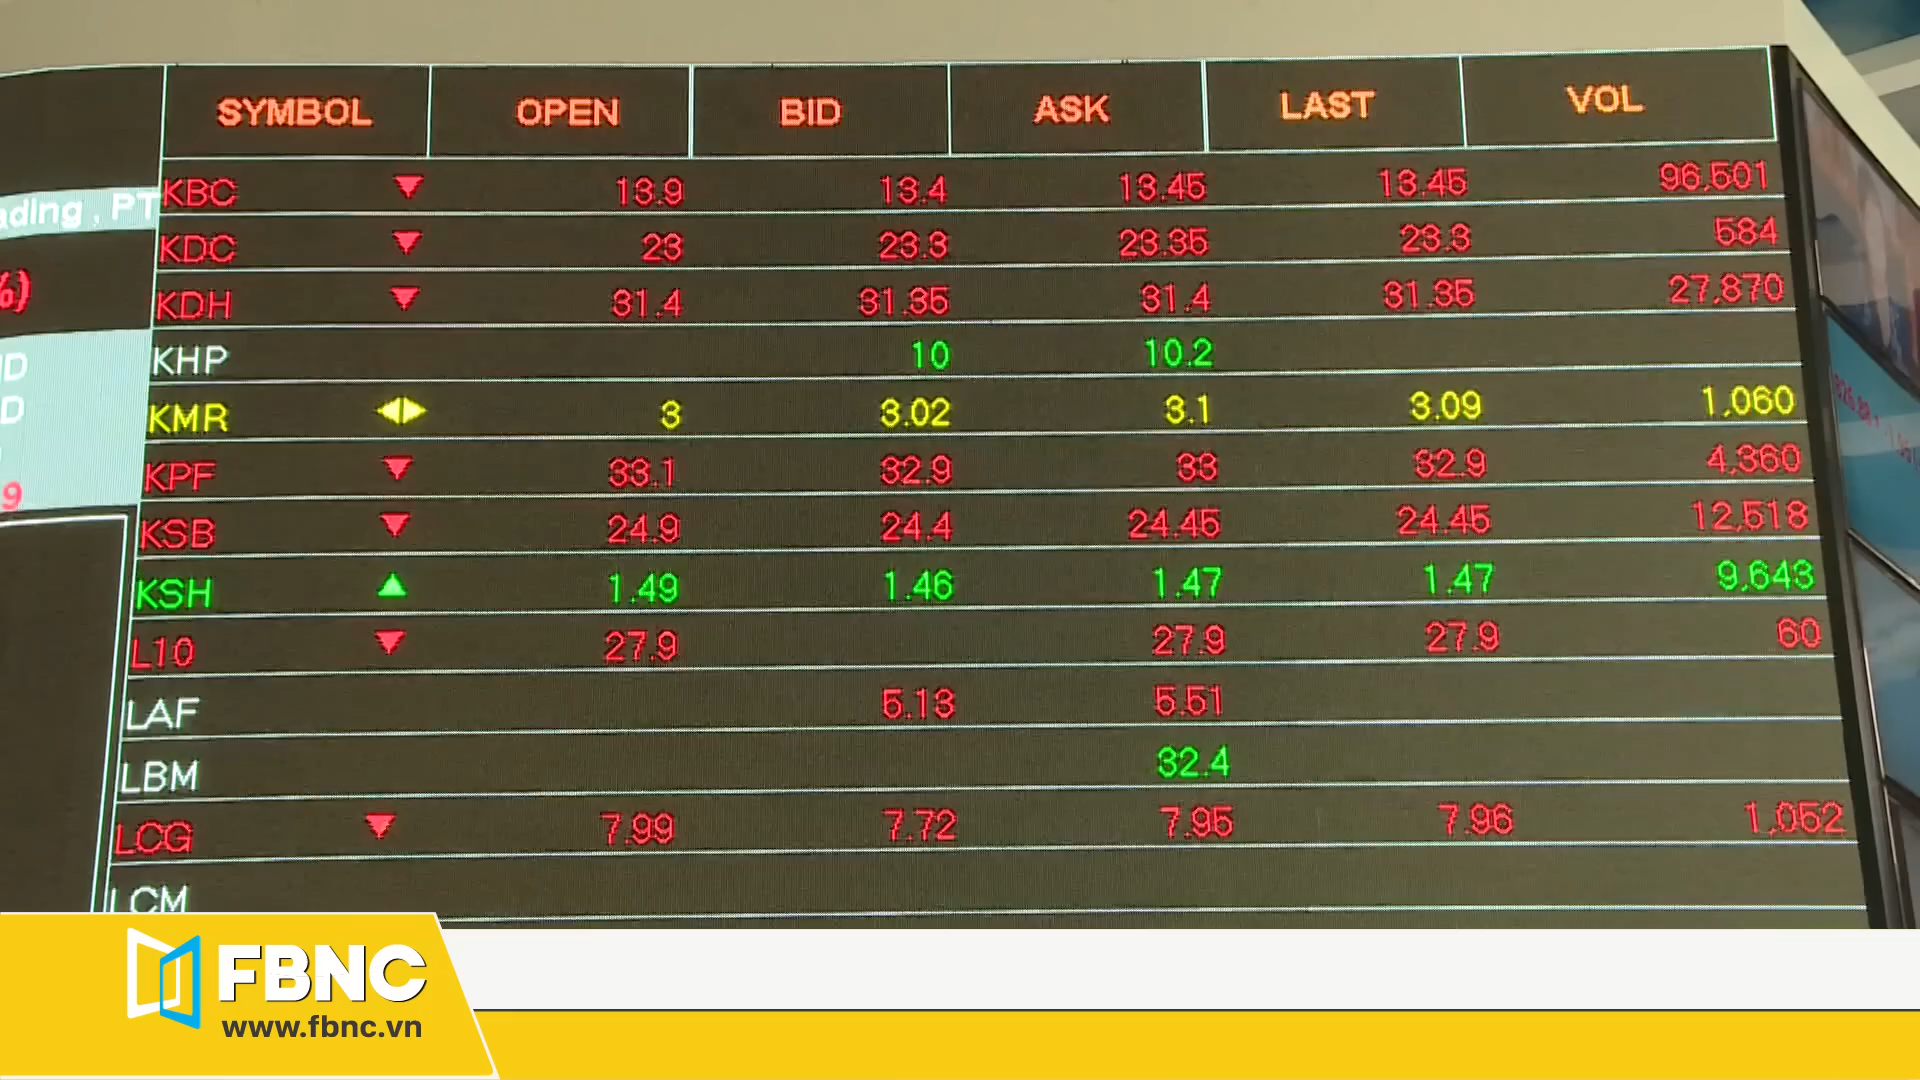 SYMBOL OPEN BID ASK LAST VOL
KBC 13.9 13.4 13.45 13.45 96,501
KDC 23 23.3 23.35 23.3 584
KDH 31.4 31.35 31.4 31.35 27,870
KHP 10 10.2
KMR 3 3.02 3.1 3.09 1,060
KPF 33.1 32.9 33 32.9 4,360
KSB 24.9 24.4 24.45 24.45 12,518
KSH 1.49 1.46 1.47 1.47 9,643
L10 27.9 27.9 27.9 60
LAF 5.13 5.51
LBM 32.4
LCG 7.99 7.72 7.95 7.96 1,052
LCM
ading , PT
%)
ID
D
9
FBNC
www.fbnc.vn